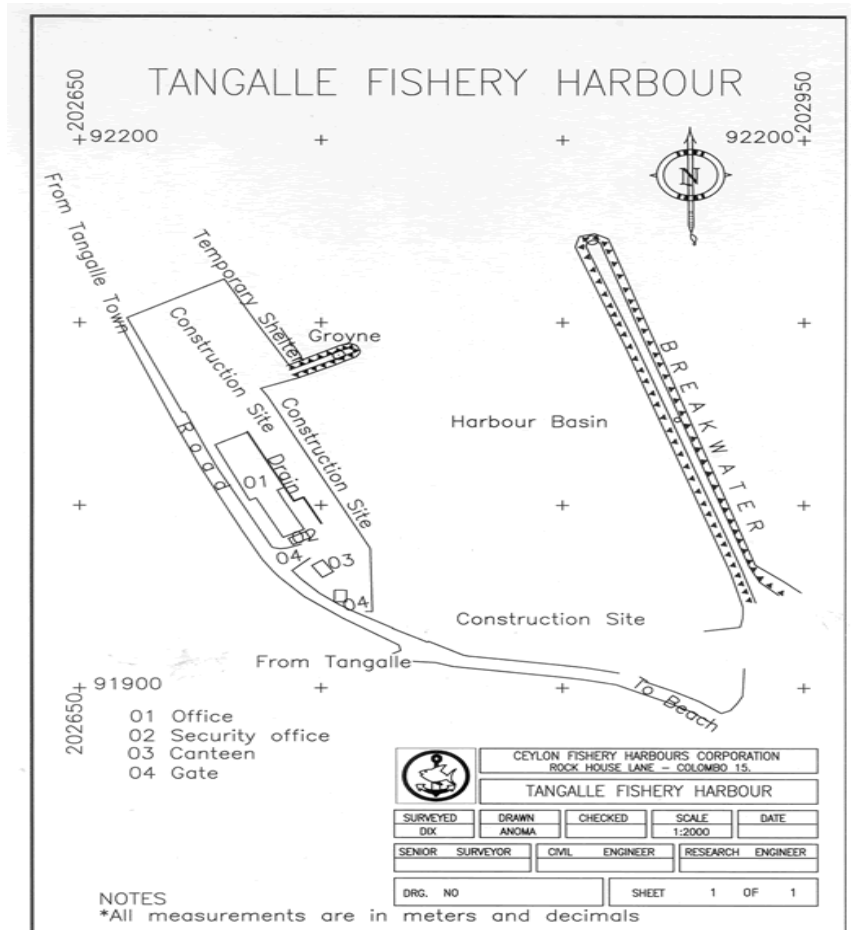 TANGALLE FISHERY HARBOUR
202650
202950
92200
92200
N
From Tangalle Town
Temporary Shelter
Groyne
Construction Site
Construction Site
Road
Drain
Harbour Basin
BREAKWATER
01
02
04
03
04
Construction Site
From Tangalle
To Beach
91900
202650
01 Office
02 Security office
03 Canteen
04 Gate
CEYLON FISHERY HARBOURS CORPORATION
ROCK HOUSE LANE – COLOMBO 15.
TANGALLE FISHERY HARBOUR
SURVEYED DRAWN CHECKED SCALE DATE
DIX ANOMA 1:2000
SENIOR SURVEYOR CIVIL ENGINEER RESEARCH ENGINEER
DRG. NO SHEET 1 OF 1
NOTES
*All measurements are in meters and decimals